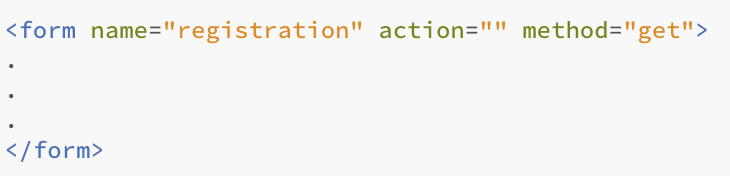 <form name="registration" action="" method="get">
.
.
.
</form>